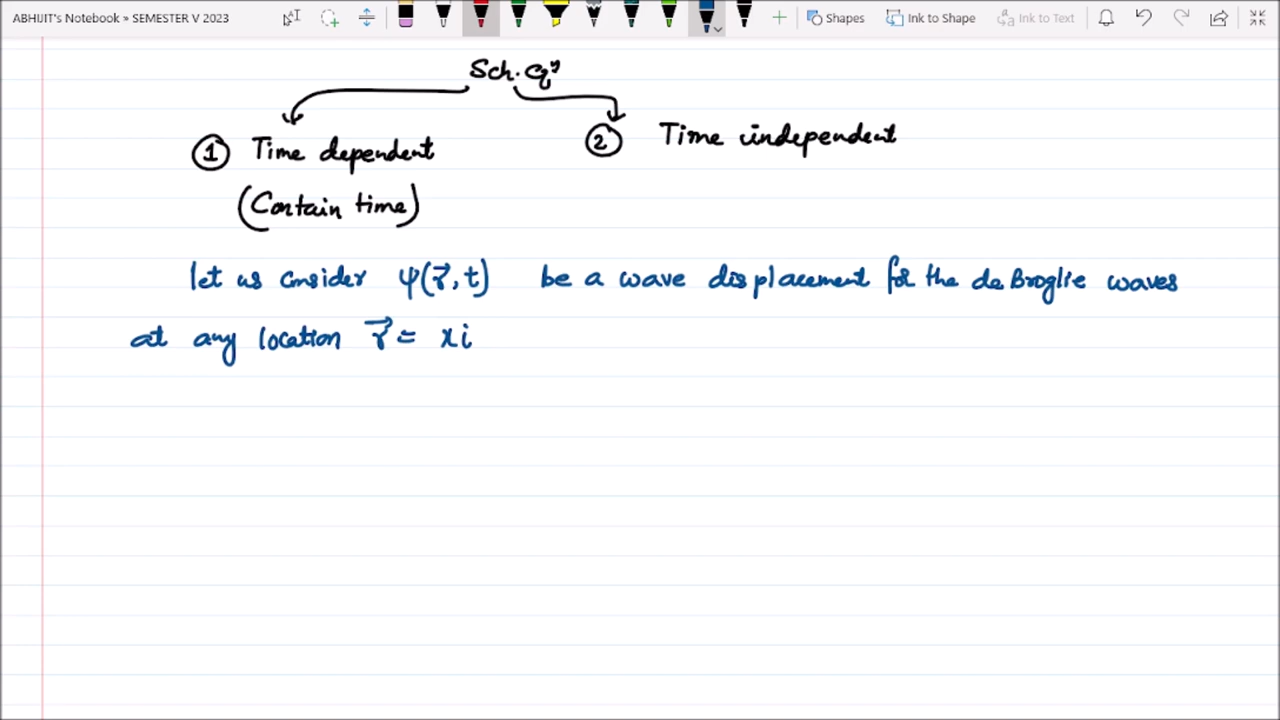 ABHIJIT's Notebook » SEMESTER V 2023
Shapes
Ink to Shape
Ink to Text
Sch. eqⁿ
① Time dependent
② Time independent
(Contain time)
let us consider ψ(r⃗, t) be a wave displacement for the de Broglie waves
at any location r⃗ = xi